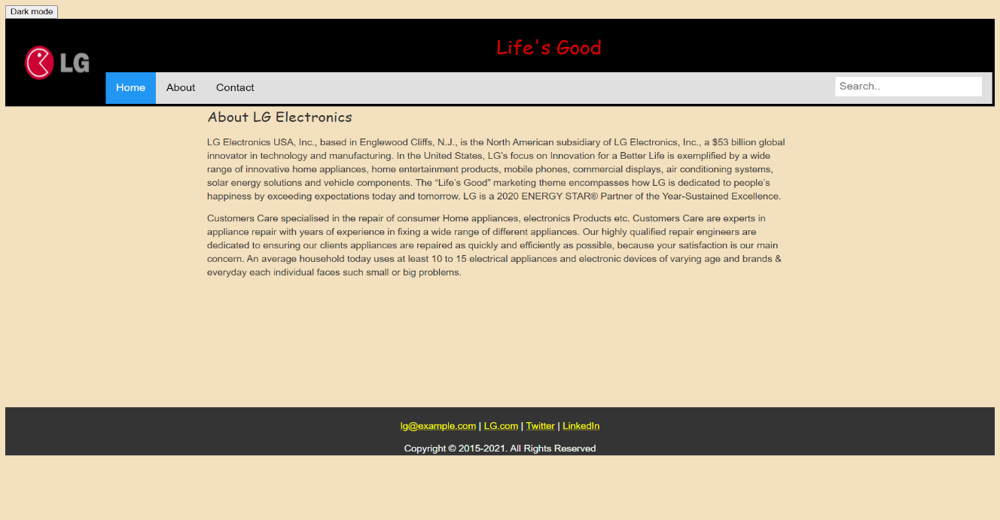 Dark mode
LG
Life's Good
Home About Contact Search..
About LG Electronics
LG Electronics USA, Inc., based in Englewood Cliffs, N.J., is the North American subsidiary of LG Electronics, Inc., a $53 billion global
innovator in technology and manufacturing. In the United States, LG’s focus on Innovation for a Better Life is exemplified by a wide
range of innovative home appliances, home entertainment products, mobile phones, commercial displays, air conditioning systems,
solar energy solutions and vehicle components. The “Life’s Good” marketing theme encompasses how LG is dedicated to people’s
happiness by exceeding expectations today and tomorrow. LG is a 2020 ENERGY STAR® Partner of the Year-Sustained Excellence.
Customers Care specialised in the repair of consumer Home appliances, electronics Products etc. Customers Care are experts in
appliance repair with years of experience in fixing a wide range of different appliances. Our highly qualified repair engineers are
dedicated to ensuring our clients appliances are repaired as quickly and efficiently as possible, because your satisfaction is our main
concern. An average household today uses at least 10 to 15 electrical appliances and electronic devices of varying age and brands &
everyday each individual faces such small or big problems.
lg@example.com | LG.com | Twitter | LinkedIn
Copyright © 2015-2021. All Rights Reserved